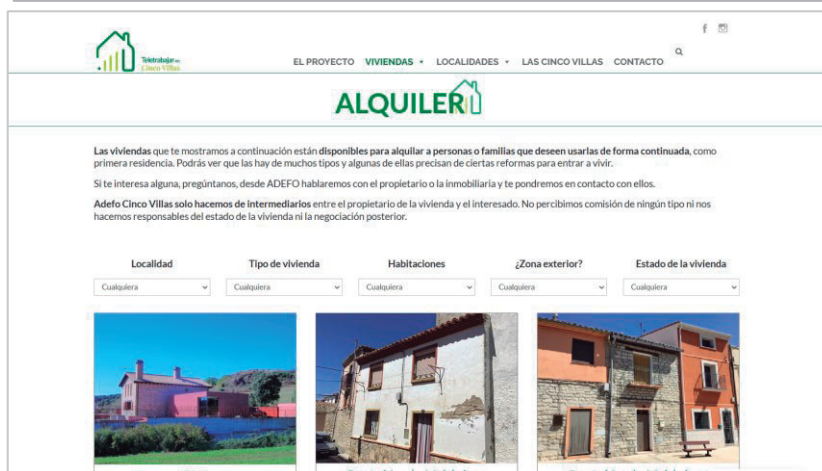 Teletrabajar en
Cinco Villas
EL PROYECTO VIVIENDAS LOCALIDADES LAS CINCO VILLAS CONTACTO
ALQUILER
Las viviendas que te mostramos a continuación están disponibles para alquilar a personas o familias que deseen usarlas de forma continuada, como
primera residencia. Podrás ver que las hay de muchos tipos y algunas de ellas precisan de ciertas reformas para entrar a vivir.
Si te interesa alguna, pregúntanos, desde ADEFO hablaremos con el propietario o la inmobiliaria y te pondremos en contacto con ellos.
Adefo Cinco Villas solo hacemos de intermediarios entre el propietario de la vivienda y el interesado. No percibimos comisión de ningún tipo ni nos
hacemos responsables del estado de la vivienda ni la negociación posterior.
Localidad Tipo de vivienda Habitaciones ¿Zona exterior? Estado de la vivienda
Cualquiera Cualquiera Cualquiera Cualquiera Cualquiera